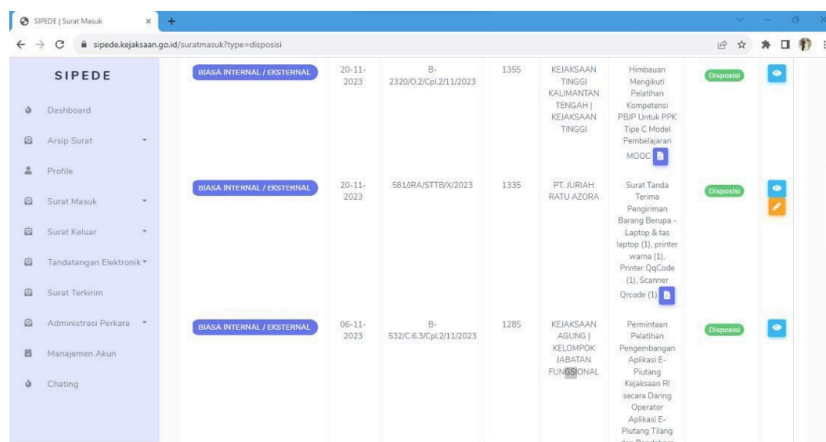 SIPEDE | Surat Masuk
sipede.kejaksaan.go.id/suratmasuk?type=disposisi
SIPEDE
Dashboard
Arsip Surat
Profile
Surat Masuk
Surat Keluar
Tandatangan Elektronik
Surat Terkirim
Administrasi Perkara
Manajemen Akun
Chating
BIASA INTERNAL / EKSTERNAL
20-11-
2023
B-
2320/O.2/Cpl.2/11/2023
1355
KEJAKSAAN
TINGGI
KALIMANTAN
TENGAH |
KEJAKSAAN
TINGGI
Himbauan
Mengikuti
Pelatihan
Kompetensi
PBJP Untuk PPK
Tipe C Model
Pembelajaran
MOOC
Disposisi
BIASA INTERNAL / EKSTERNAL
20-11-
2023
581/JRA/STTB/X/2023
1335
PT. JURIAH
RATU AZORA
Surat Tanda
Terima
Pengiriman
Barang Berupa -
Laptop & tas
laptop (1), printer
warna (1),
Printer QqCode
(1), Scanner
Qrcode (1)
Disposisi
BIASA INTERNAL / EKSTERNAL
06-11-
2023
B-
532/C.6.3/Cpl.2/11/2023
1285
KEJAKSAAN
AGUNG |
KELOMPOK
JABATAN
FUNGSIONAL
Permintaan
Pelatihan
Pengembangan
Aplikasi E-
Piutang
Kejaksaan RI
secara Daring
Operator
Aplikasi E-
Piutang Tilang
Disposisi